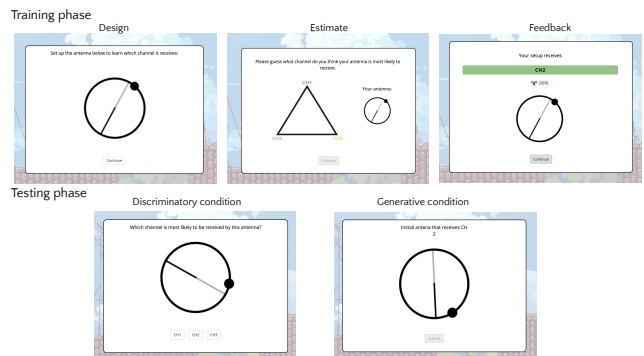 Training phase
Design
Estimate
Feedback
Set up the antenna below to learn which channel it receives:
Continue
Please guess what channel do you think your antenna is most likely to
recieve.
CH1
Your antenna:
CH2
Continue
Your setup receives
CH2
86%
Continue
Testing phase
Discriminatory condition
Generative condition
Which channel is most likely to be received by this antenna?
CH1 CH2 CH3
Install antena that receives CH
2
Submit